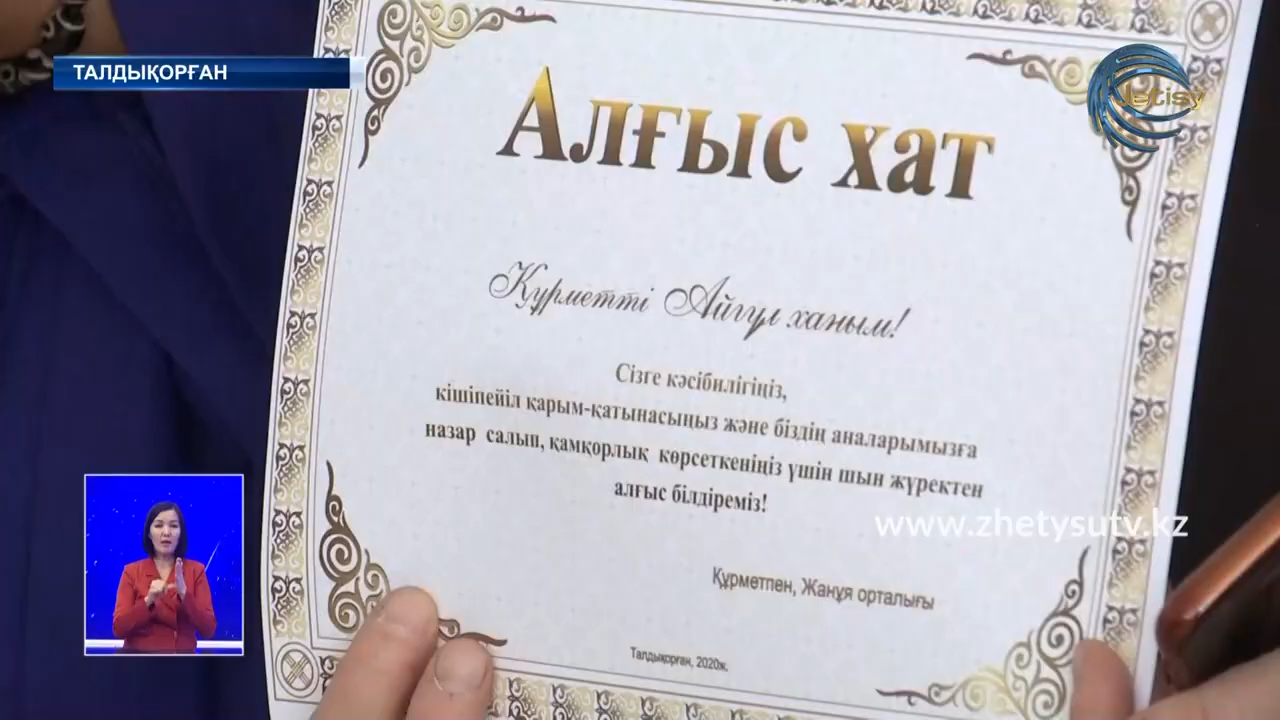 ТАЛДЫҚОРҒАН
Jetisy
Алғыс хат
Құрметті Айгүл ханым!
Сізге кәсібилігіңіз,
кішіпейіл қарым-қатынасыңыз және біздің аналарымызға
назар салып, қамқорлық көрсеткеніңіз үшін шын жүректен
алғыс білдіреміз!
www.zhetysutv.kz
Құрметпен, Жанұя орталығы
Талдықорған, 2020ж.